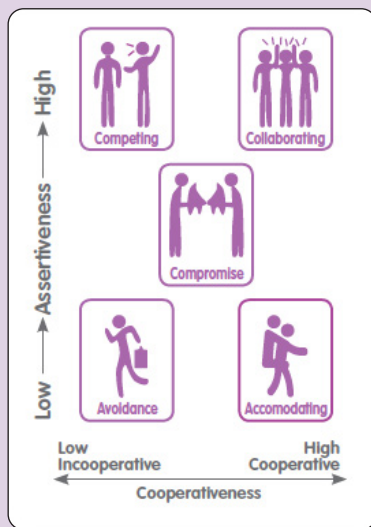 High
Assertiveness
Low
Competing
Collaborating
Compromise
Avoidance
Accomodating
Low
Incooperative
High
Cooperative
Cooperativeness